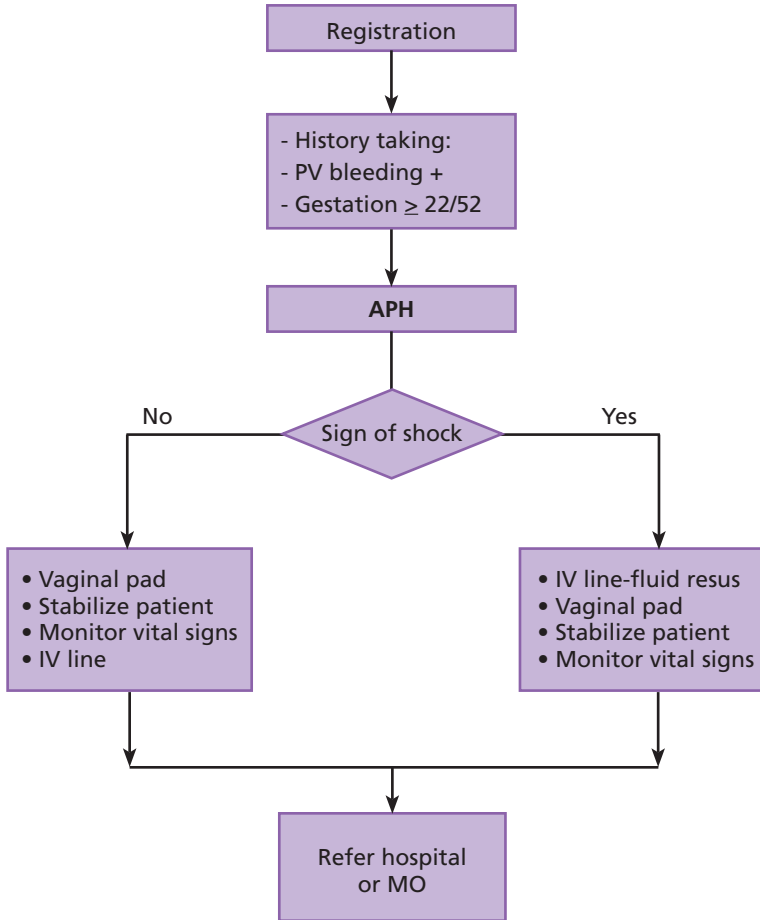 Registration
- History taking:
- PV bleeding +
- Gestation ≥ 22/52
APH
Sign of shock
No
Yes
• Vaginal pad
• Stabilize patient
• Monitor vital signs
• IV line
• IV line-fluid resus
• Vaginal pad
• Stabilize patient
• Monitor vital signs
Refer hospital
or MO